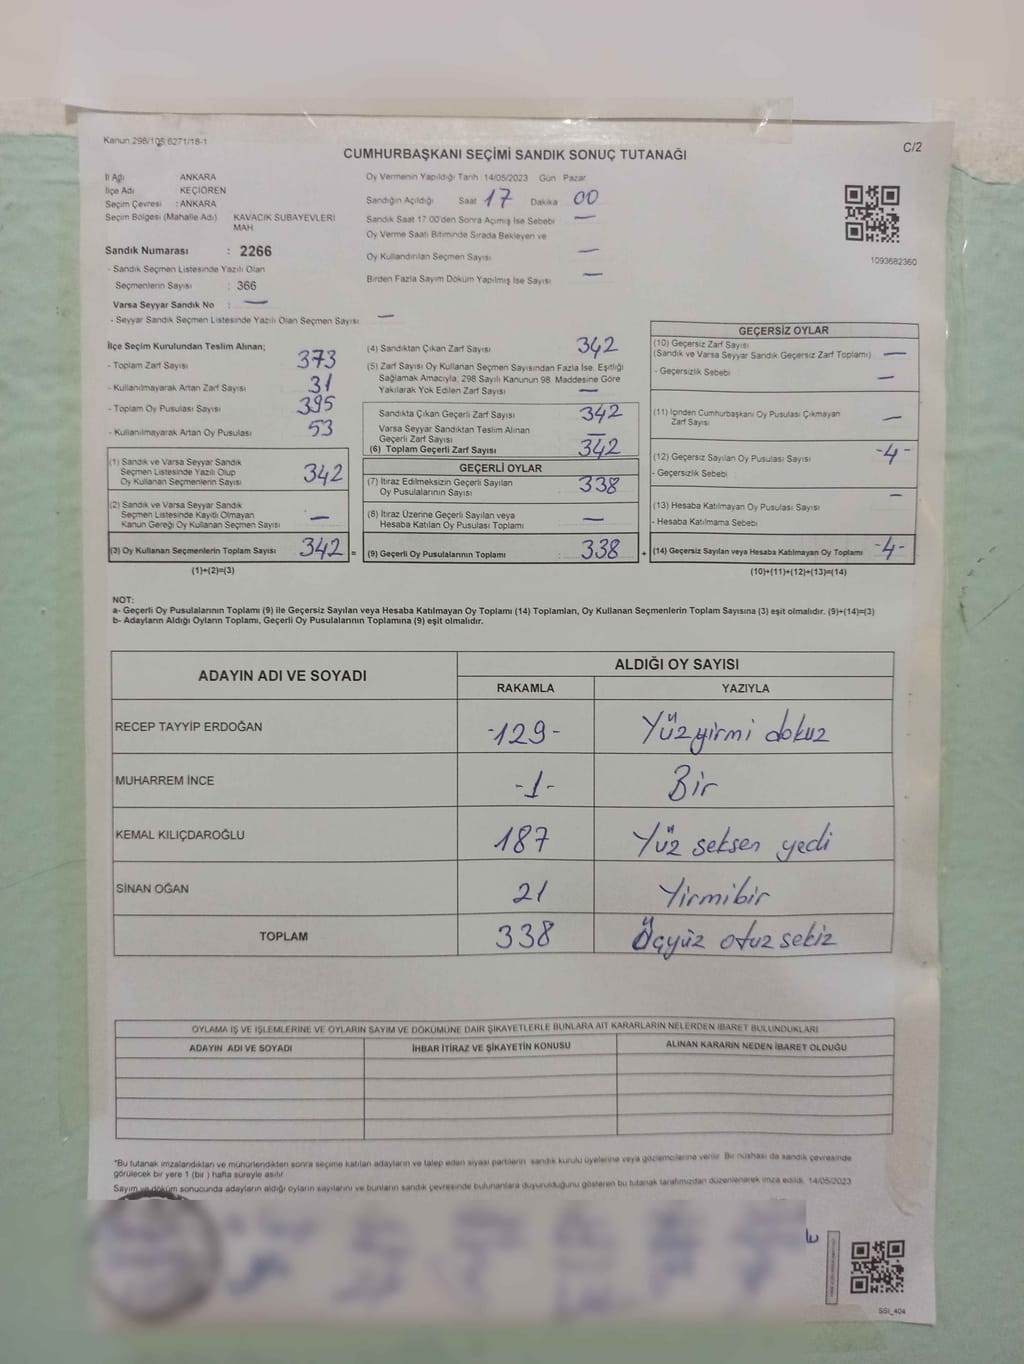 Kanun 298/105 6271/18-1
C/2
CUMHURBAŞKANI SEÇİMİ SANDIK SONUÇ TUTANAĞI
İl Adı ANKARA
İlçe Adı KEÇİÖREN
Seçim Çevresi : ANKARA
Seçim Bölgesi (Mahalle Adı) KAVACIK SUBAYEVLERİ MAH.
Sandık Numarası : 2266
- Sandık Seçmen Listesinde Yazılı Olan
Seçmenlerin Sayısı : 366
Varsa Seyyar Sandık No : —
- Seyyar Sandık Seçmen Listesinde Yazılı Olan Seçmen Sayısı —
Oy Vermenin Yapıldığı Tarih 14/05/2023 Gün Pazar
Sandığın Açıldığı Saat 17 Dakika 00
Sandık Saat 17:00'den Sonra Açılmış İse Sebebi —
Oy Verme Saati Bitiminde Sırada Bekleyen ve
Oy Kullandırılan Seçmen Sayısı —
Birden Fazla Sayım Döküm Yapılmış İse Sayısı —
1093682360
İlçe Seçim Kurulundan Teslim Alınan;
- Toplam Zarf Sayısı 373
- Kullanılmayarak Artan Zarf Sayısı 31
- Toplam Oy Pusulası Sayısı 395
- Kullanılmayarak Artan Oy Pusulası 53
(1) Sandık ve Varsa Seyyar Sandık
Seçmen Listesinde Yazılı Olup
Oy Kullanan Seçmenlerin Sayısı 342
(2) Sandık ve Varsa Seyyar Sandık
Seçmen Listesinde Kayıtlı Olmayan
Kanun Gereği Oy Kullanan Seçmen Sayısı —
(3) Oy Kullanan Seçmenlerin Toplam Sayısı 342 =
(1)+(2)=(3)
(4) Sandıktan Çıkan Zarf Sayısı 342
(5) Zarf Sayısı Oy Kullanan Seçmen Sayısından Fazla İse, Eşitliği
Sağlamak Amacıyla, 298 Sayılı Kanunun 98. Maddesine Göre
Yakılarak Yok Edilen Zarf Sayısı —
Sandıkta Çıkan Geçerli Zarf Sayısı 342
Varsa Seyyar Sandıktan Teslim Alınan
Geçerli Zarf Sayısı —
(6) Toplam Geçerli Zarf Sayısı 342
GEÇERLİ OYLAR
(7) İtiraz Edilmeksizin Geçerli Sayılan
Oy Pusulalarının Sayısı 338
(8) İtiraz Üzerine Geçerli Sayılan veya
Hesaba Katılan Oy Pusulası Toplamı —
(9) Geçerli Oy Pusulalarının Toplamı : 338 +
GEÇERSİZ OYLAR
(10) Geçersiz Zarf Sayısı
(Sandık ve Varsa Seyyar Sandık Geçersiz Zarf Toplamı) —
- Geçersizlik Sebebi —
(11) İçinden Cumhurbaşkanı Oy Pusulası Çıkmayan
Zarf Sayısı —
(12) Geçersiz Sayılan Oy Pusulası Sayısı -4-
- Geçersizlik Sebebi
(13) Hesaba Katılmayan Oy Pusulası Sayısı —
- Hesaba Katılmama Sebebi
(14) Geçersiz Sayılan veya Hesaba Katılmayan Oy Toplamı -4-
(10)+(11)+(12)+(13)=(14)
NOT:
a- Geçerli Oy Pusulalarının Toplamı (9) ile Geçersiz Sayılan veya Hesaba Katılmayan Oy Toplamı (14) Toplamları, Oy Kullanan Seçmenlerin Toplam Sayısına (3) eşit olmalıdır. (9)+(14)=(3)
b- Adayların Aldığı Oyların Toplamı, Geçerli Oy Pusulalarının Toplamına (9) eşit olmalıdır.
ADAYIN ADI VE SOYADI ALDIĞI OY SAYISI
RAKAMLA YAZIYLA
RECEP TAYYİP ERDOĞAN -129- Yüzyirmi dokuz
MUHARREM İNCE -1- Bir
KEMAL KILIÇDAROĞLU 187 Yüz seksen yedi
SİNAN OĞAN 21 Yirmibir
TOPLAM 338 Üçyüz otuz sekiz
OYLAMA İŞ VE İŞLEMLERİNE VE OYLARIN SAYIM VE DÖKÜMÜNE DAİR ŞİKAYETLERLE BUNLARA AİT KARARLARIN NELERDEN İBARET BULUNDUKLARI
ADAYIN ADI VE SOYADI İHBAR İTİRAZ VE ŞİKAYETİN KONUSU ALINAN KARARIN NEDEN İBARET OLDUĞU
*Bu tutanak imzalandıktan ve mühürlendikten sonra seçime katılan adayların ve talep eden siyasi partilerin sandık kurulu üyelerine veya gözlemcilerine verilir. Bir nüshası da sandık çevresinde
görülecek bir yere 1 (bir) hafta süreyle asılır.
Sayım ve döküm sonucunda adayların aldığı oyların sayılarını ve bunların sandık çevresinde bulunanlara duyurulduğunu gösteren bu tutanak tarafımızdan düzenlenerek imza edildi. 14/05/2023
SSI_404